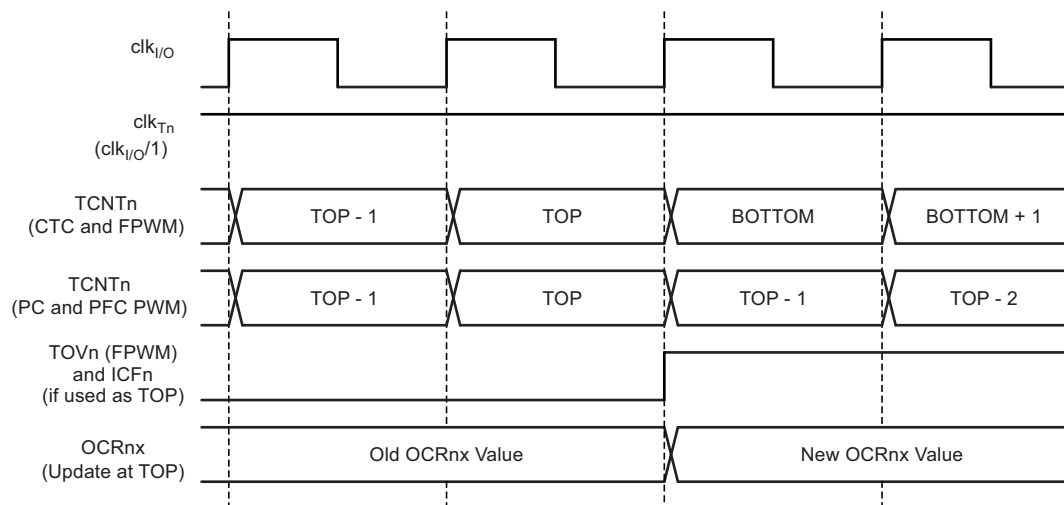 clkI/O
clkTn
(clkI/O/1)
TCNTn
(CTC and FPWM)
TOP - 1
TOP
BOTTOM
BOTTOM + 1
TCNTn
(PC and PFC PWM)
TOP - 1
TOP
TOP - 1
TOP - 2
TOVn (FPWM)
and ICFn
(if used as TOP)
OCRnx
(Update at TOP)
Old OCRnx Value
New OCRnx Value